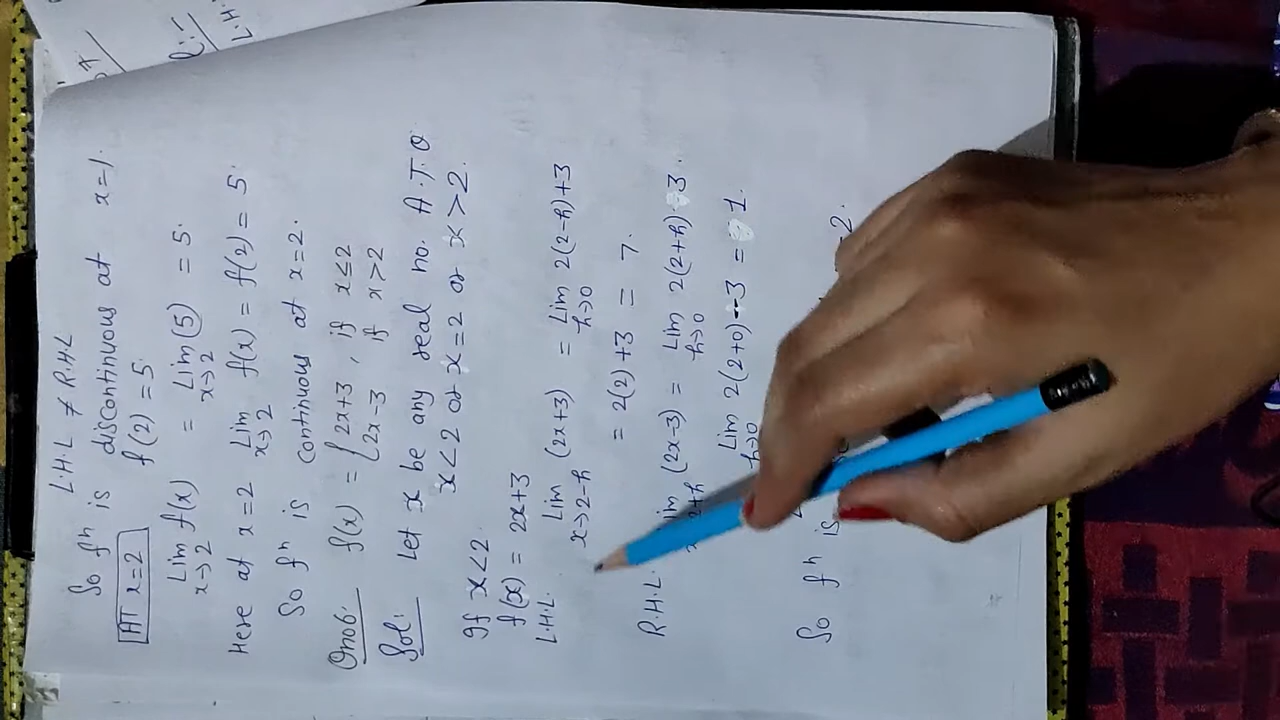 L.H.L ≠ R.H.L
So fⁿ is discontinuous at x=1.
AT x=2 f(2) = 5.
Lim x→2 f(x) = Lim x→2 (5) = 5.
Here at x=2 Lim x→2 f(x) = f(2) = 5.
So fⁿ is continuous at x=2.
Qno6. f(x) = {2x+3, if x≤2
2x-3 if x>2
Sol: Let x be any real no. A.T.Q
x<2 or x=2 or x>2.
If x<2
f(x) = 2x+3
L.H.L. Lim x→2-h (2x+3) = Lim h→0 2(2-h)+3
= 2(2)+3 = 7.
R.H.L. Lim 2+h (2x-3) = Lim h→0 2(2+h)-3.
Lim h→0 2(2+0)-3 = 1.
So fⁿ is 2.